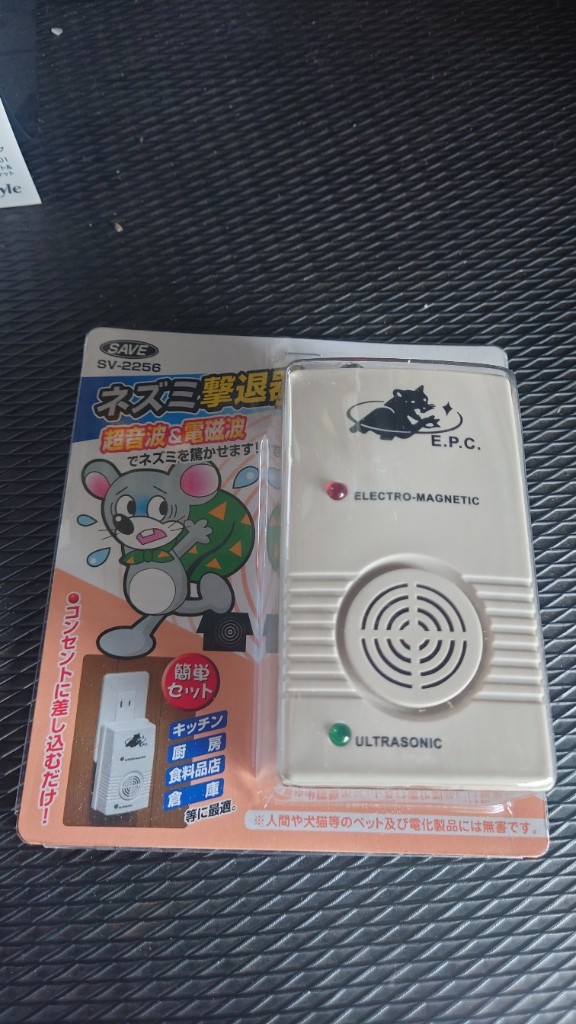 SAVE
SV-2256
ネズミ撃退器
超音波&電磁波
でネズミを驚かせます!
●コンセントに差し込むだけ!
簡単
セット
キッチン
厨房
食料品店
倉庫
等に最適。
※人間や犬猫等のペット及び電化製品には無害です。
E.P.C.
ELECTRO-MAGNETIC
ULTRASONIC
yle